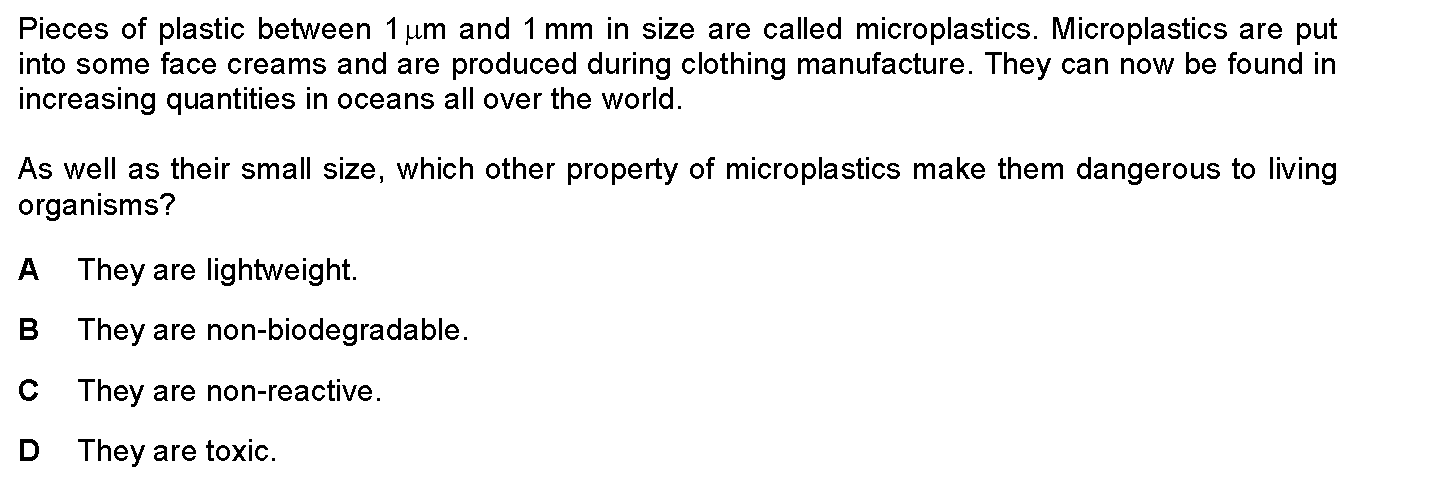 Pieces of plastic between 1 μm and 1 mm in size are called microplastics. Microplastics are put
into some face creams and are produced during clothing manufacture. They can now be found in
increasing quantities in oceans all over the world.
As well as their small size, which other property of microplastics make them dangerous to living
organisms?
A They are lightweight.
B They are non-biodegradable.
C They are non-reactive.
D They are toxic.